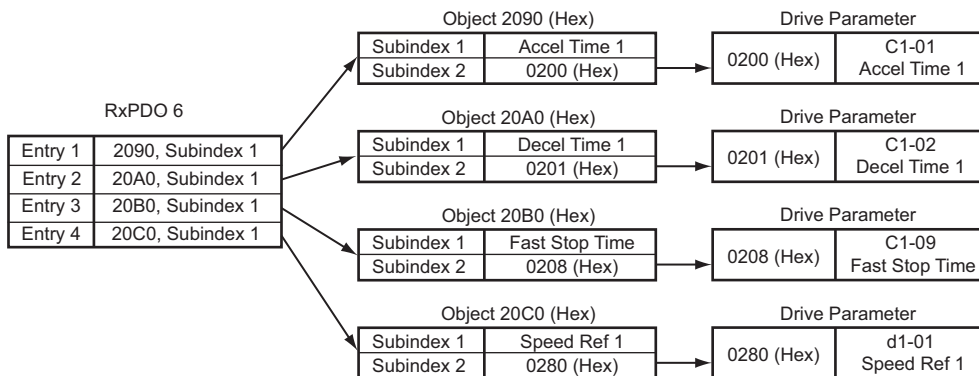 Object 2090 (Hex)
Drive Parameter
Subindex 1 Accel Time 1
Subindex 2 0200 (Hex)
0200 (Hex)
C1-01
Accel Time 1
RxPDO 6
Entry 1 2090, Subindex 1
Entry 2 20A0, Subindex 1
Entry 3 20B0, Subindex 1
Entry 4 20C0, Subindex 1
Object 20A0 (Hex)
Drive Parameter
Subindex 1 Decel Time 1
Subindex 2 0201 (Hex)
0201 (Hex)
C1-02
Decel Time 1
Object 20B0 (Hex)
Drive Parameter
Subindex 1 Fast Stop Time
Subindex 2 0208 (Hex)
0208 (Hex)
C1-09
Fast Stop Time
Object 20C0 (Hex)
Drive Parameter
Subindex 1 Speed Ref 1
Subindex 2 0280 (Hex)
0280 (Hex)
d1-01
Speed Ref 1